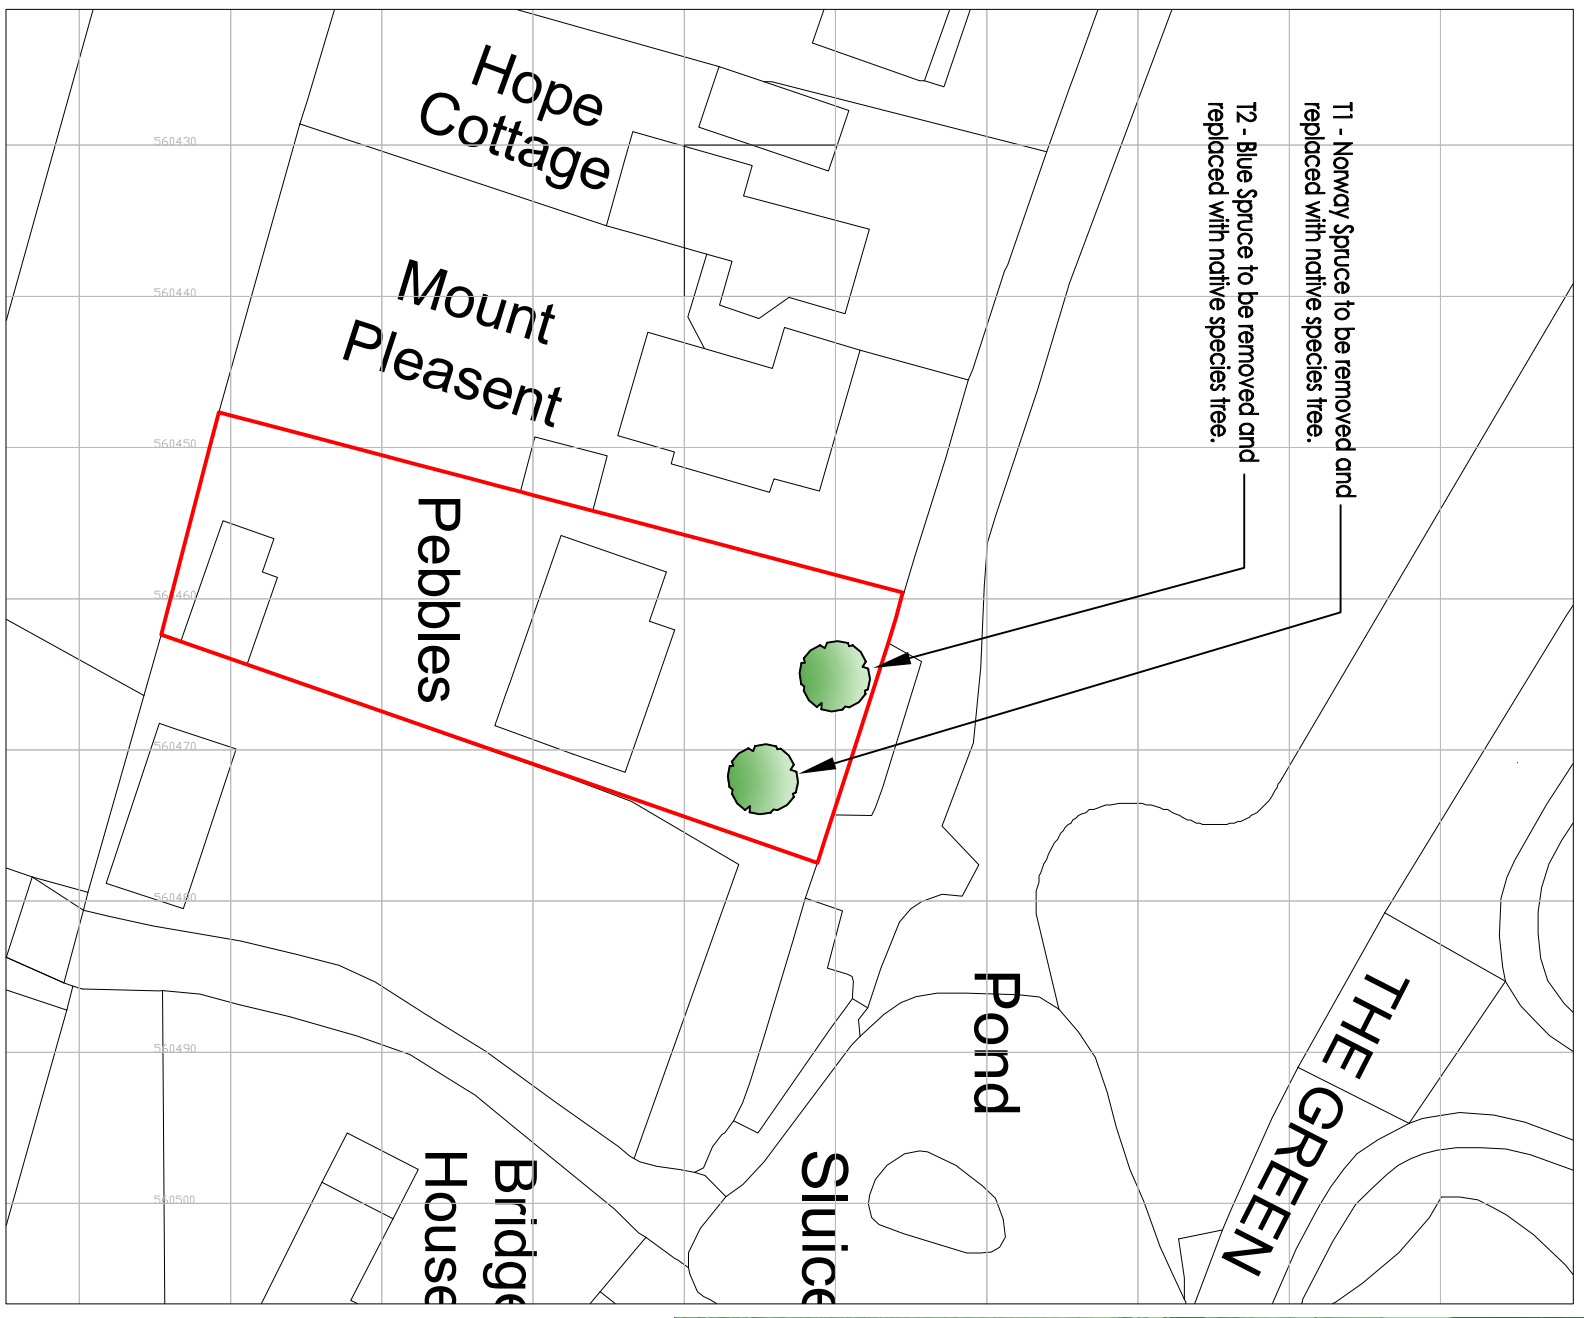 T1 - Norway Spruce to be removed and
replaced with native species tree.
T2 - Blue Spruce to be removed and
replaced with native species tree.
Hope
Cottage
Mount
Pleasent
Pebbles
Pond
THE GREEN
Sluice
Bridge
House
560430
560440
560450
560460
560470
560480
560490
560500